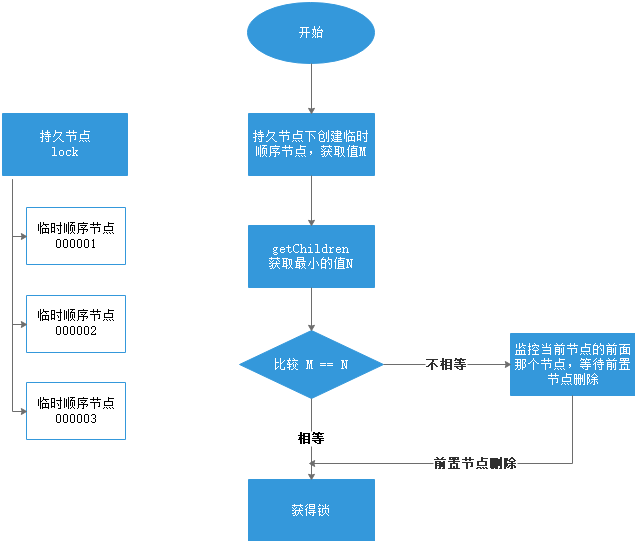 开始
持久节点
lock
临时顺序节点
000001
临时顺序节点
000002
临时顺序节点
000003
持久节点下创建临时
顺序节点，获取值M
getChildren
获取最小的值N
比较 M == N
不相等
监控当前节点的前面
那个节点，等待前置
节点删除
相等
前置节点删除
获得锁